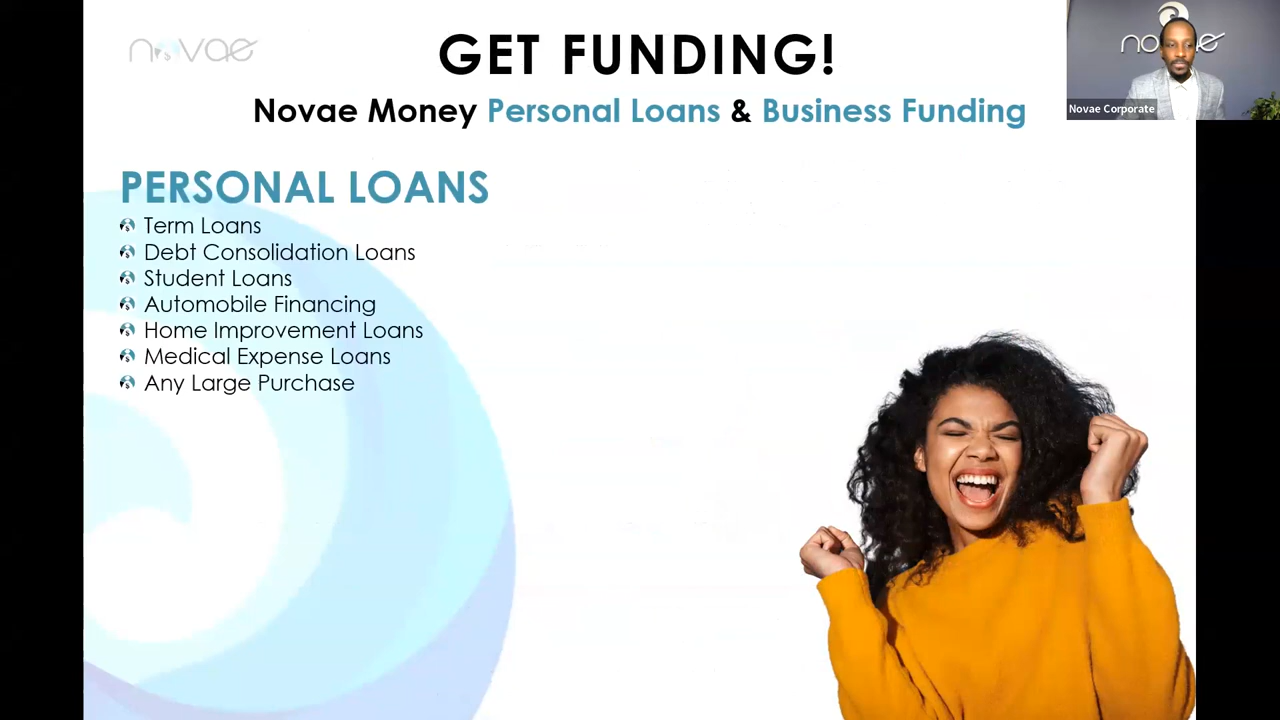 novae
GET FUNDING!
Novae Money Personal Loans & Business Funding
novae
Novae Corporate
PERSONAL LOANS
Term Loans
Debt Consolidation Loans
Student Loans
Automobile Financing
Home Improvement Loans
Medical Expense Loans
Any Large Purchase